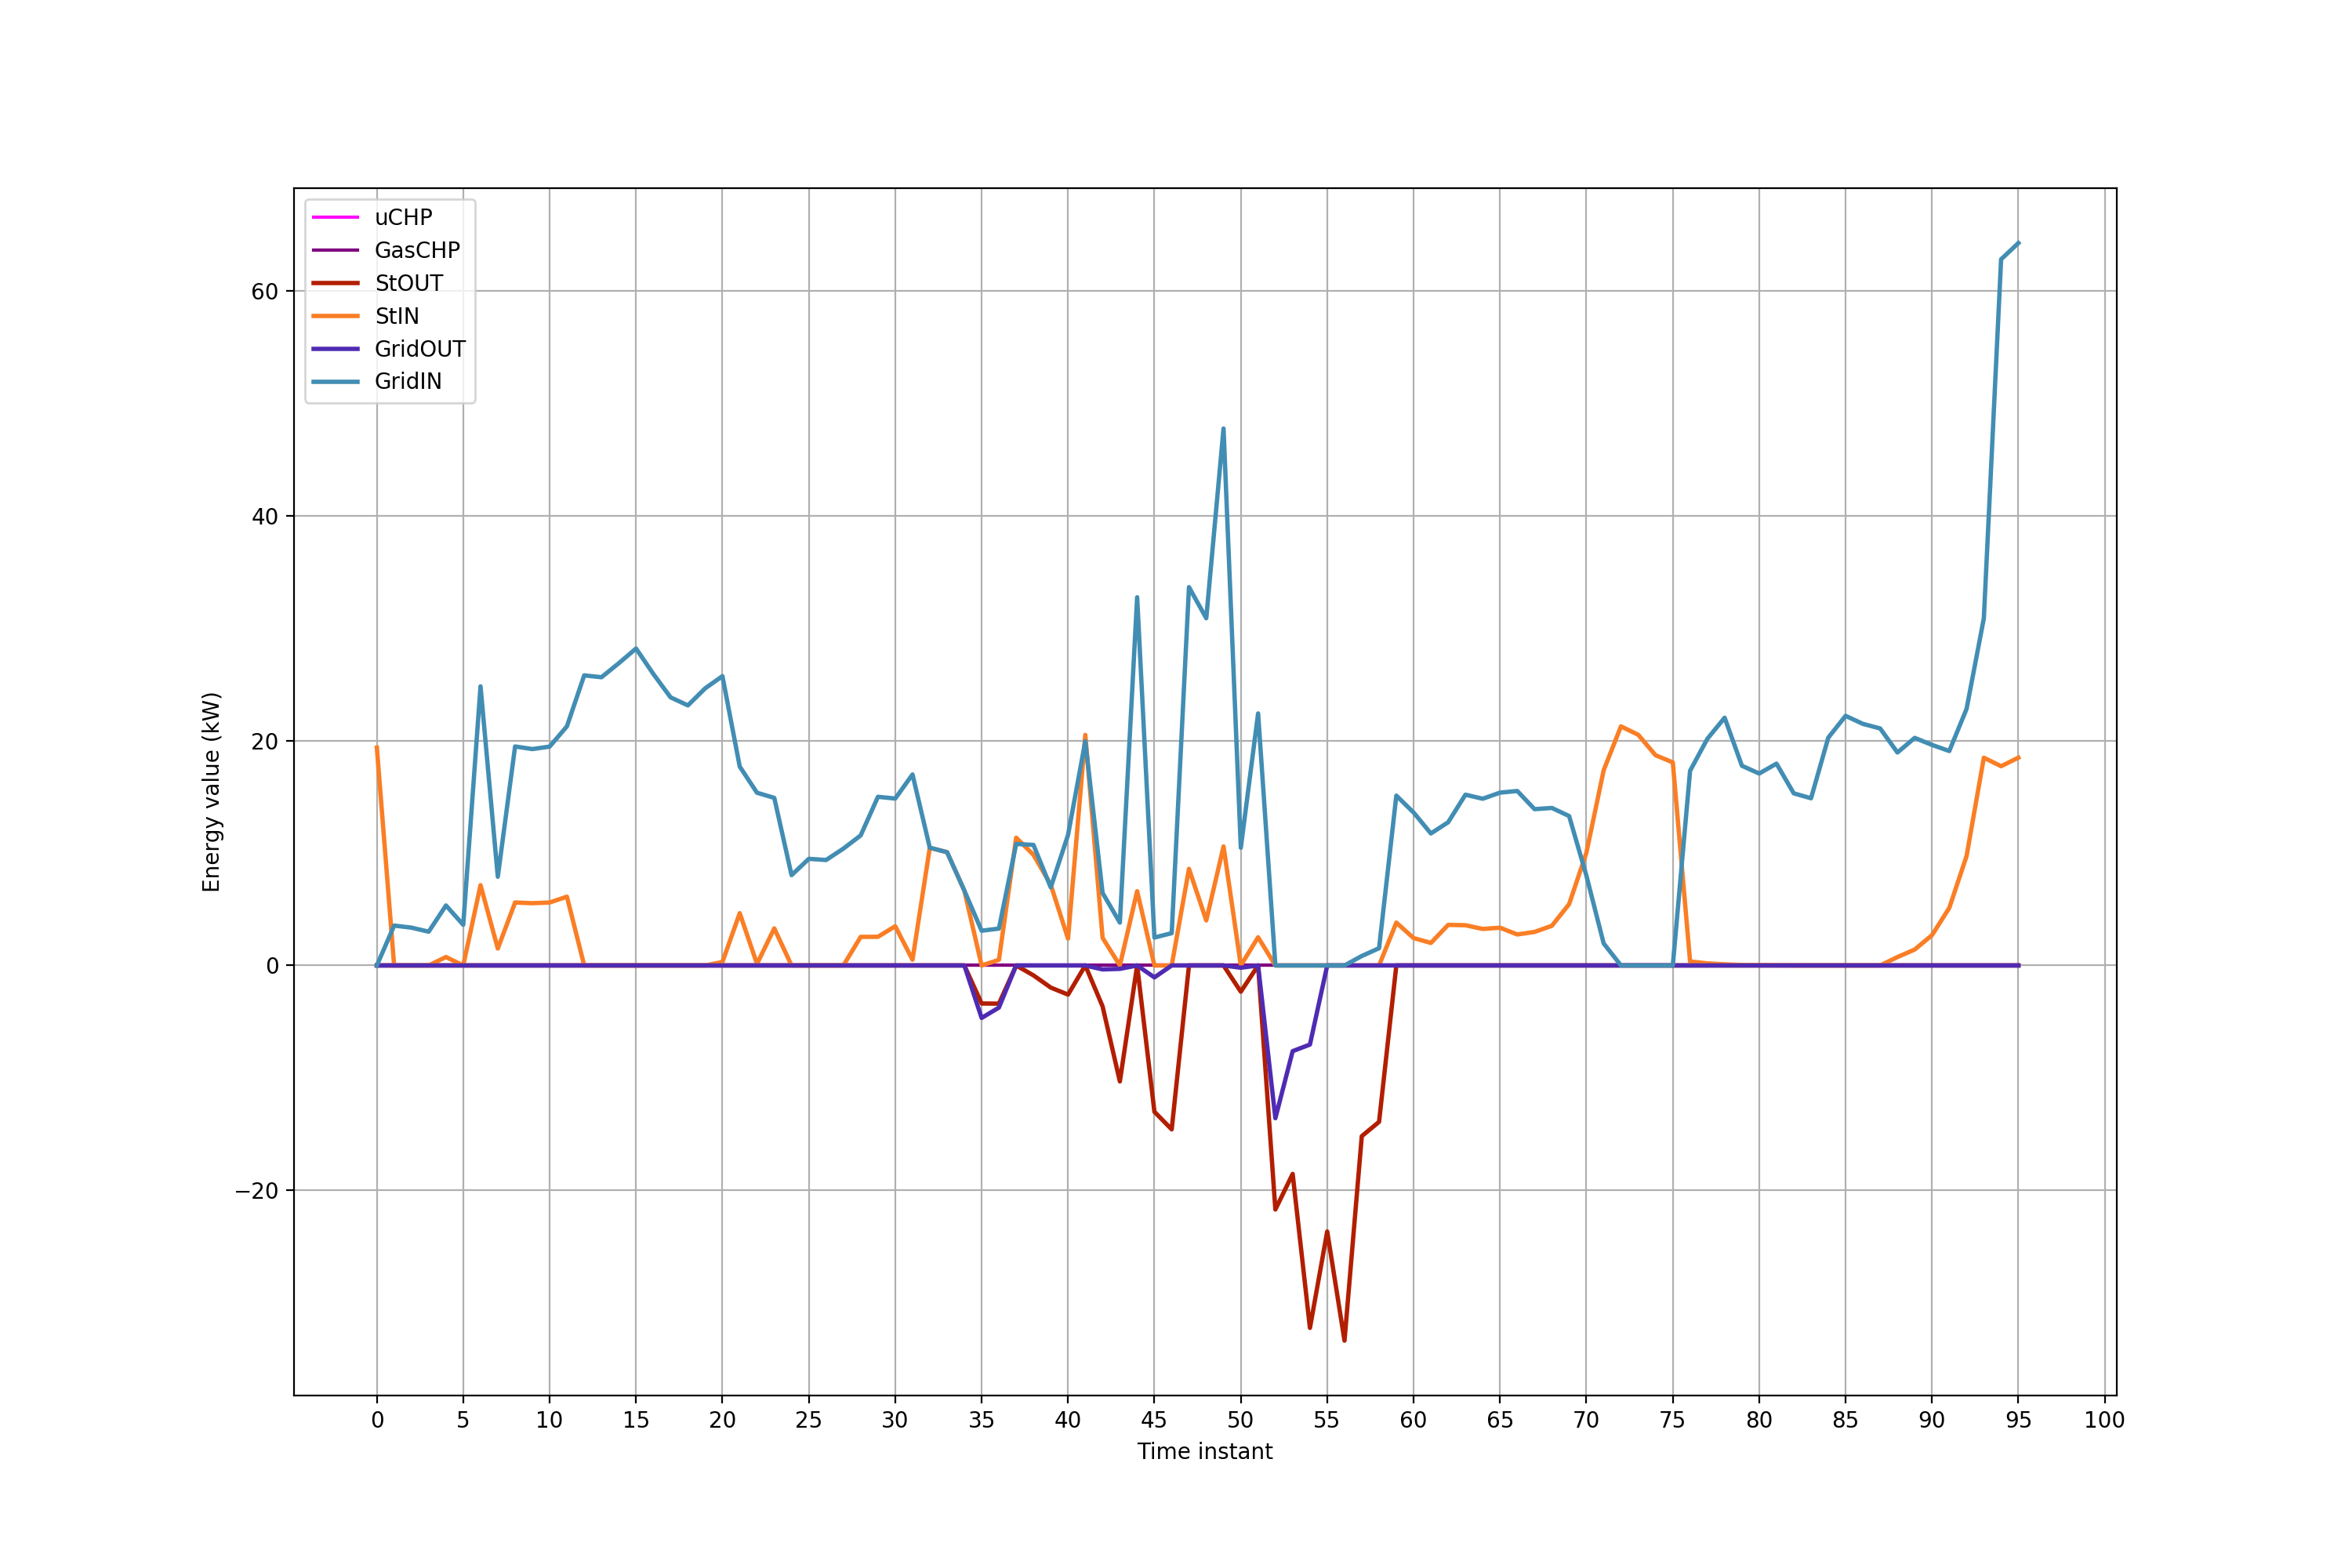 uCHP
GasCHP
StOUT
StIN
GridOUT
GridIN
60
40
20
0
−20
Energy value (kW)
0 5 10 15 20 25 30 35 40 45 50 55 60 65 70 75 80 85 90 95 100
Time instant